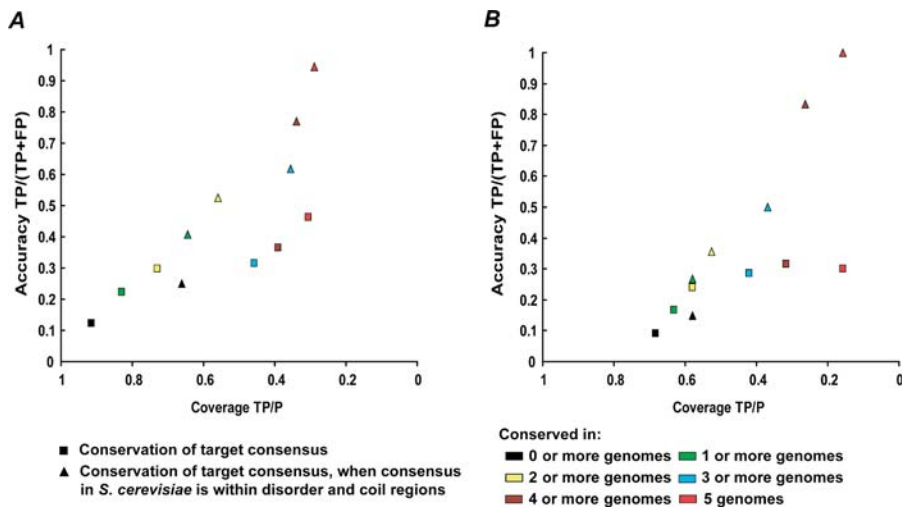 A
B
Accuracy TP/(TP+FP)
1
0.9
0.8
0.7
0.6
0.5
0.4
0.3
0.2
0.1
0
1 0.8 0.6 0.4 0.2 0
Coverage TP/P
Accuracy TP/(TP+FP)
1
0.9
0.8
0.7
0.6
0.5
0.4
0.3
0.2
0.1
0
1 0.8 0.6 0.4 0.2 0
Coverage TP/P
Conservation of target consensus
Conservation of target consensus, when consensus
in S. cerevisiae is within disorder and coil regions
Conserved in:
0 or more genomes 1 or more genomes
2 or more genomes 3 or more genomes
4 or more genomes 5 genomes